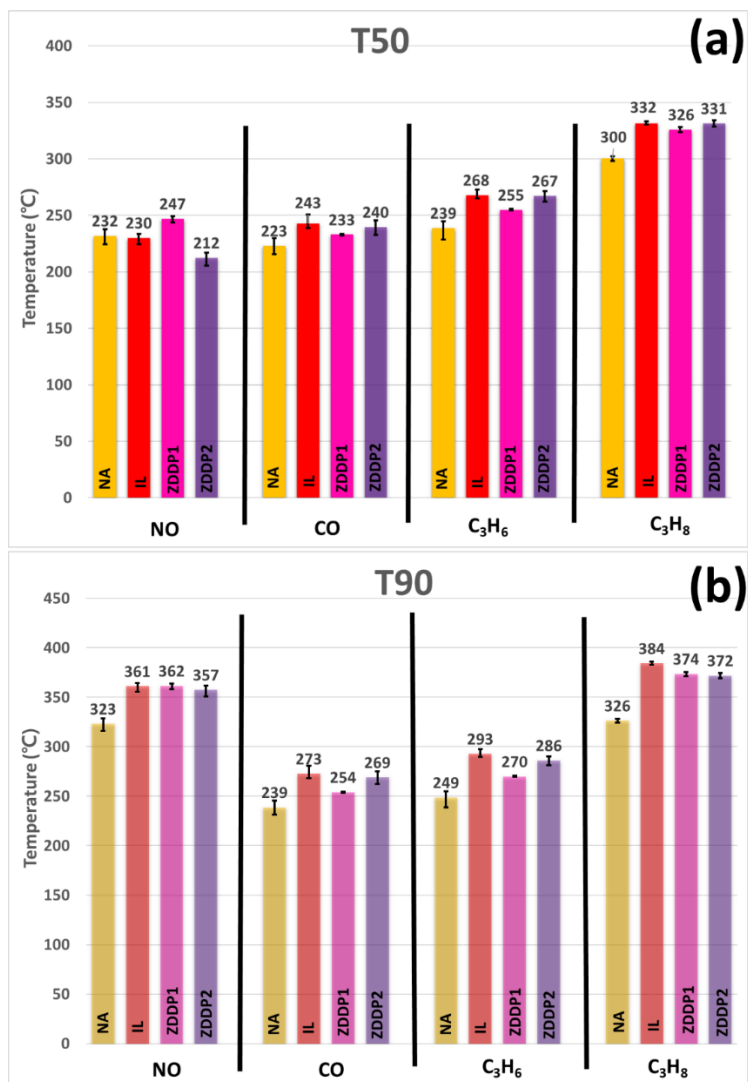 T50
(a)
Temperature (°C)
400
350
300
250
200
150
100
50
0
232
230
247
212
223
243
233
240
239
268
255
267
300
332
326
331
NA
IL
ZDDP1
ZDDP2
NA
IL
ZDDP1
ZDDP2
NA
IL
ZDDP1
ZDDP2
NA
IL
ZDDP1
ZDDP2
NO
CO
C₃H₆
C₃H₈
T90
(b)
Temperature (°C)
450
400
350
300
250
200
150
100
50
0
323
361
362
357
239
273
254
269
249
293
270
286
326
384
374
372
NA
IL
ZDDP1
ZDDP2
NA
IL
ZDDP1
ZDDP2
NA
IL
ZDDP1
ZDDP2
NA
IL
ZDDP1
ZDDP2
NO
CO
C₃H₆
C₃H₈